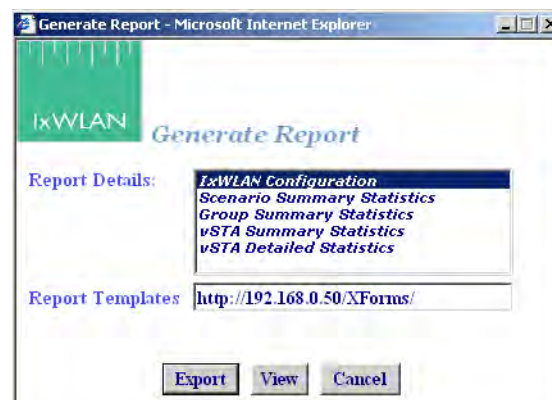 Generate Report - Microsoft Internet Explorer
IxWLAN
Generate Report
Report Details:
IxWLAN Configuration
Scenario Summary Statistics
Group Summary Statistics
vSTA Summary Statistics
vSTA Detailed Statistics
Report Templates http://192.168.0.50/XForms/
Export View Cancel